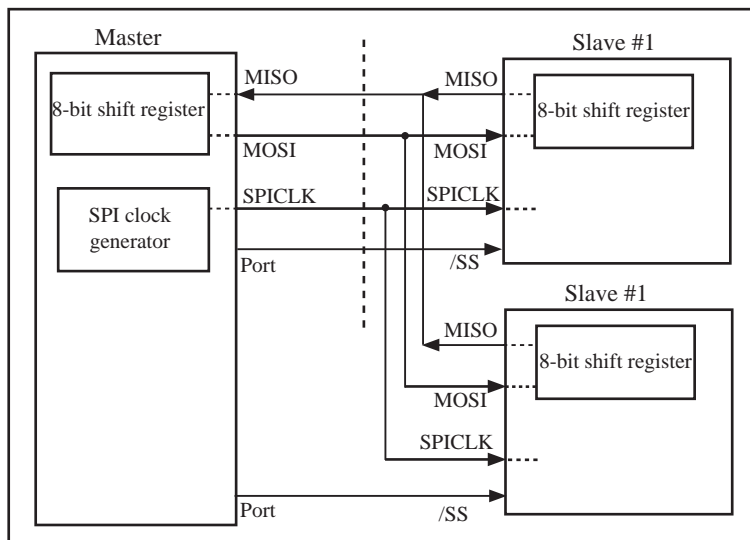 Master
Slave #1
MISO
MISO
8-bit shift register
8-bit shift register
MOSI
MOSI
SPICLK
SPICLK
SPI clock
generator
Port
/SS
Slave #1
MISO
8-bit shift register
MOSI
SPICLK
Port
/SS